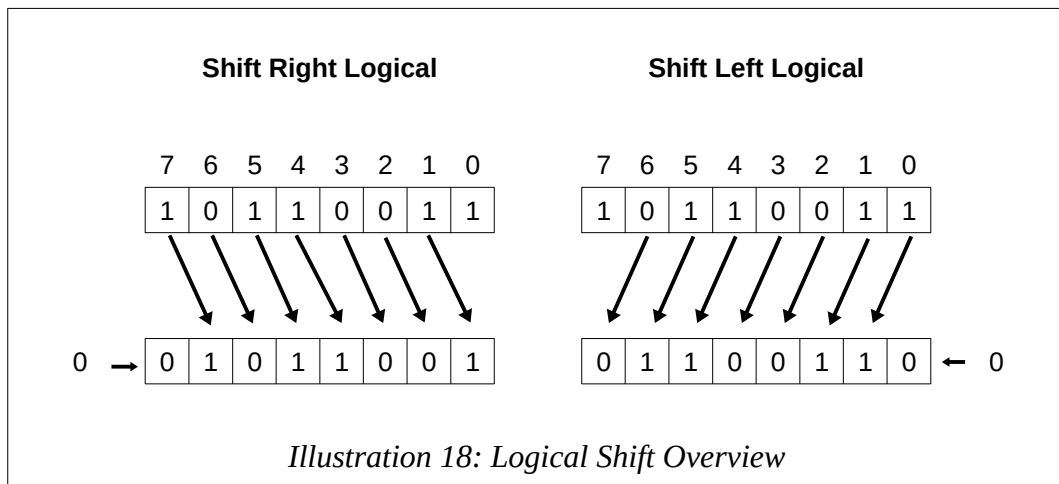 Shift Right Logical Shift Left Logical
7 6 5 4 3 2 1 0 7 6 5 4 3 2 1 0
1 0 1 1 0 0 1 1 1 0 1 1 0 0 1 1
0 0 1 0 1 1 0 0 1 0 1 1 0 0 1 1 0 0
Illustration 18: Logical Shift Overview